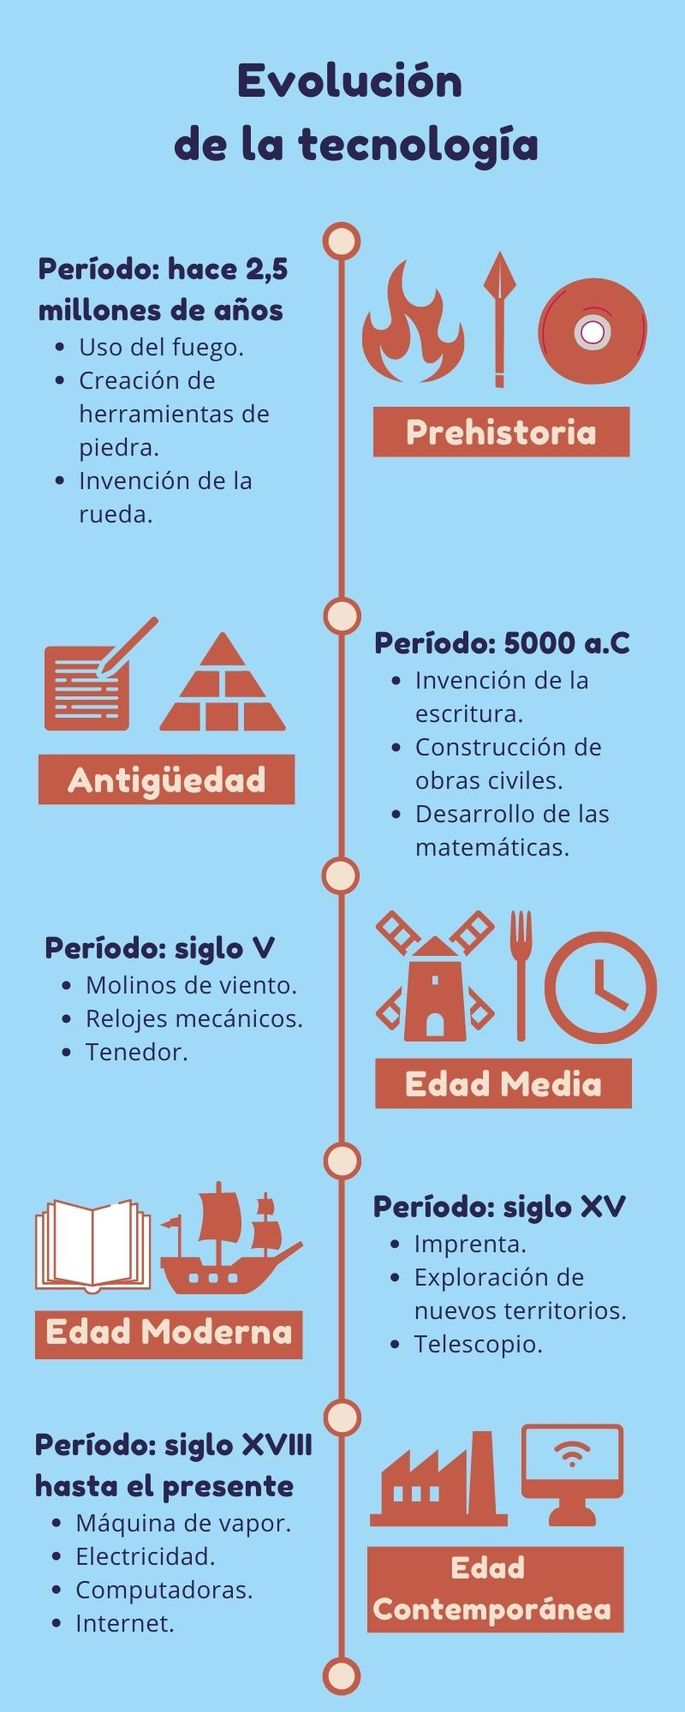 Evolución
de la tecnología
Período: hace 2,5
millones de años
Uso del fuego.
Creación de
herramientas de
piedra.
Invención de la
rueda.
Prehistoria
Antigüedad
Período: 5000 a.C
Invención de la
escritura.
Construcción de
obras civiles.
Desarrollo de las
matemáticas.
Período: siglo V
Molinos de viento.
Relojes mecánicos.
Tenedor.
Edad Media
Edad Moderna
Período: siglo XV
Imprenta.
Exploración de
nuevos territorios.
Telescopio.
Período: siglo XVIII
hasta el presente
Máquina de vapor.
Electricidad.
Computadoras.
Internet.
Edad
Contemporánea